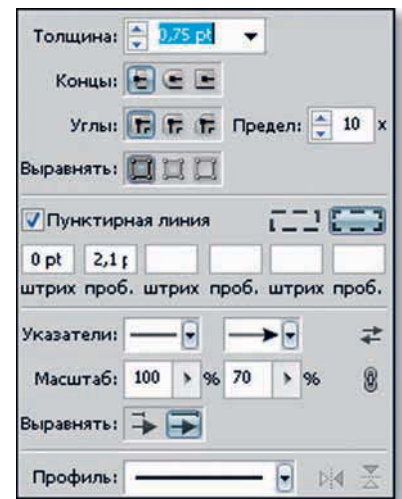 Толщина: 0,75 pt
Концы:
Углы: Предел: 10 x
Выравнять:
Пунктирная линия
0 pt 2,1 p
штрих проб. штрих проб. штрих проб.
Указатели:
Масштаб: 100 % 70 %
Выравнять:
Профиль: